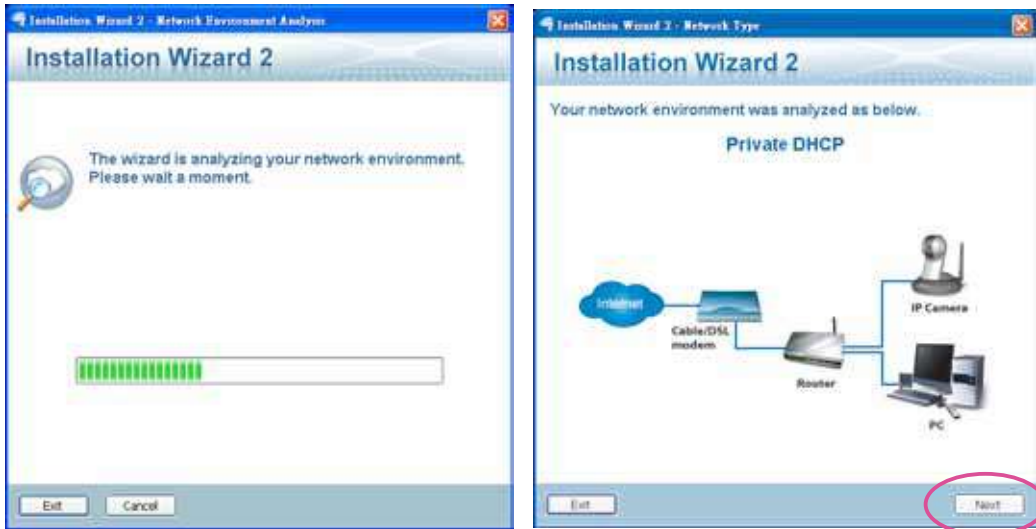 Installation Wizard 2 - Network Environment Analysis
Installation Wizard 2
The wizard is analyzing your network environment.
Please wait a moment.
Exit
Cancel
Installation Wizard 2 - Network Type
Installation Wizard 2
Your network environment was analyzed as below.
Private DHCP
Internet
Cable/DSL
modem
Router
IP Camera
PC
Exit
Next